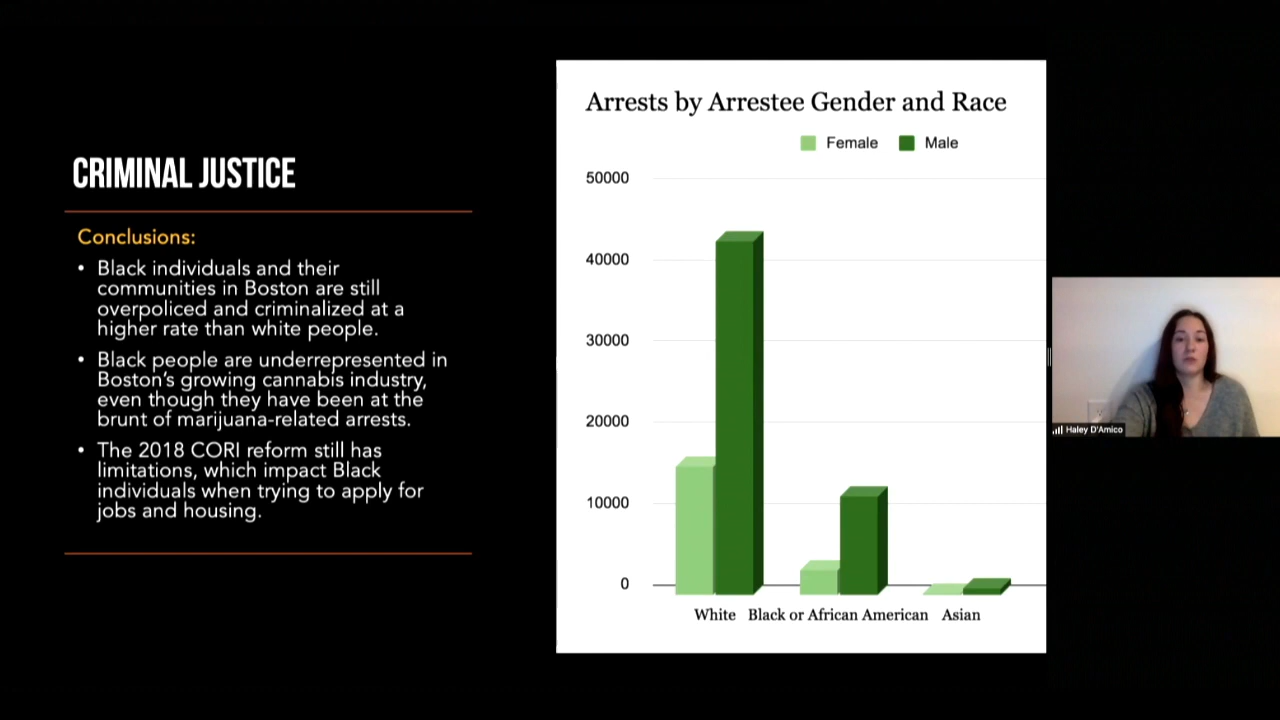 CRIMINAL JUSTICE
Conclusions:
• Black individuals and their
communities in Boston are still
overpoliced and criminalized at a
higher rate than white people.
• Black people are underrepresented in
Boston’s growing cannabis industry,
even though they have been at the
brunt of marijuana-related arrests.
• The 2018 CORI reform still has
limitations, which impact Black
individuals when trying to apply for
jobs and housing.
Arrests by Arrestee Gender and Race
Female Male
50000
40000
30000
20000
10000
0
White Black or African American Asian
Haley D'Amico